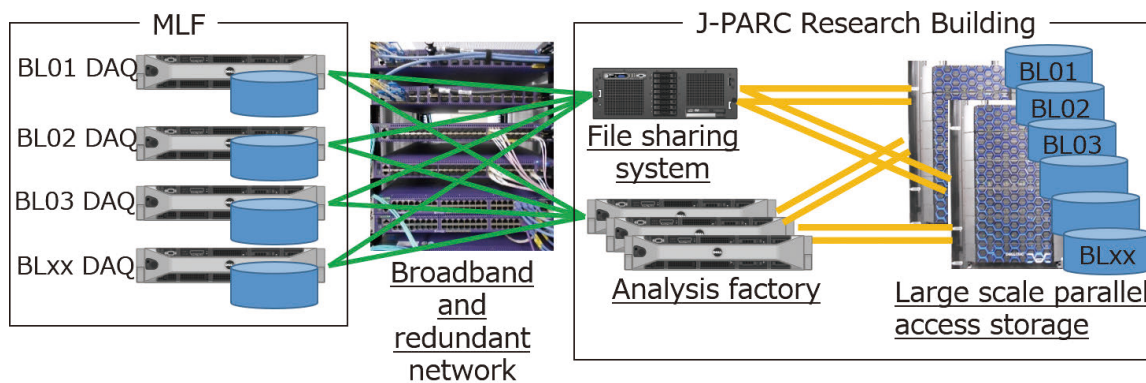 MLF
J-PARC Research Building
BL01 DAQ
BL02 DAQ
BL03 DAQ
BLxx DAQ
Broadband
and
redundant
network
File sharing
system
Analysis factory
BL01
BL02
BL03
BLxx
Large scale parallel
access storage